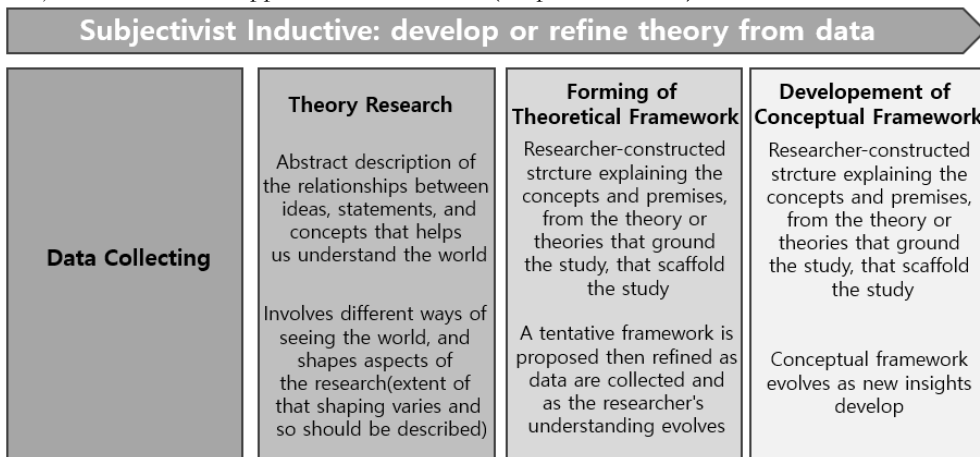 Subjectivist Inductive: develop or refine theory from data
Data Collecting
Theory Research
Abstract description of
the relationships between
ideas, statements, and
concepts that helps
us understand the world
Involves different ways of
seeing the world, and
shapes aspects of
the research(extent of
that shaping varies and
so should be described)
Forming of
Theoretical Framework
Researcher-constructed
strcture explaining the
concepts and premises,
from the theory or
theories that ground
the study, that scaffold
the study
A tentative framework is
proposed then refined as
data are collected and
as the researcher's
understanding evolves
Developement of
Conceptual Framework
Researcher-constructed
strcture explaining the
concepts and premises,
from the theory or
theories that ground
the study, that scaffold
the study
Conceptual framework
evolves as new insights
develop